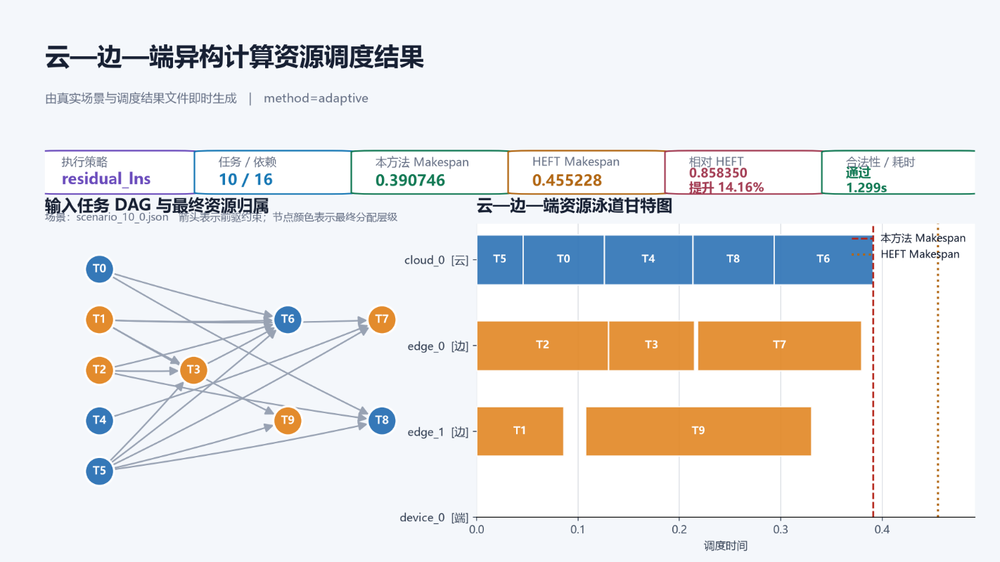 云—边—端异构计算资源调度结果
由真实场景与调度结果文件即时生成 | method=adaptive
执行策略
residual_lns
任务 / 依赖
10 / 16
本方法 Makespan
0.390746
HEFT Makespan
0.455228
相对 HEFT
0.858350
提升 14.16%
合法性 / 耗时
通过
1.299s
输入任务 DAG 与最终资源归属
场景：scenario_10_0.json 箭头表示前驱约束；节点颜色表示最终分配层级
T0
T1
T6
T7
T2
T3
T4
T9
T8
T5
云—边—端资源泳道甘特图
本方法 Makespan
HEFT Makespan
cloud_0 [云]
T5
T0
T4
T8
T6
edge_0 [边]
T2
T3
T7
edge_1 [边]
T1
T9
device_0 [端]
0.0
0.1
0.2
0.3
0.4
调度时间